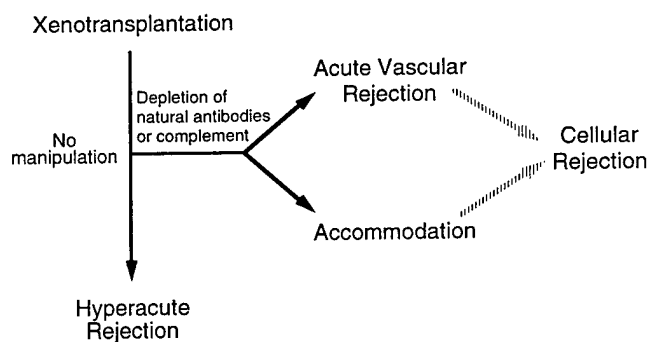 Xenotransplantation
Depletion of
natural antibodies
or complement
No
manipulation
Acute Vascular
Rejection
Cellular
Rejection
Accommodation
Hyperacute
Rejection